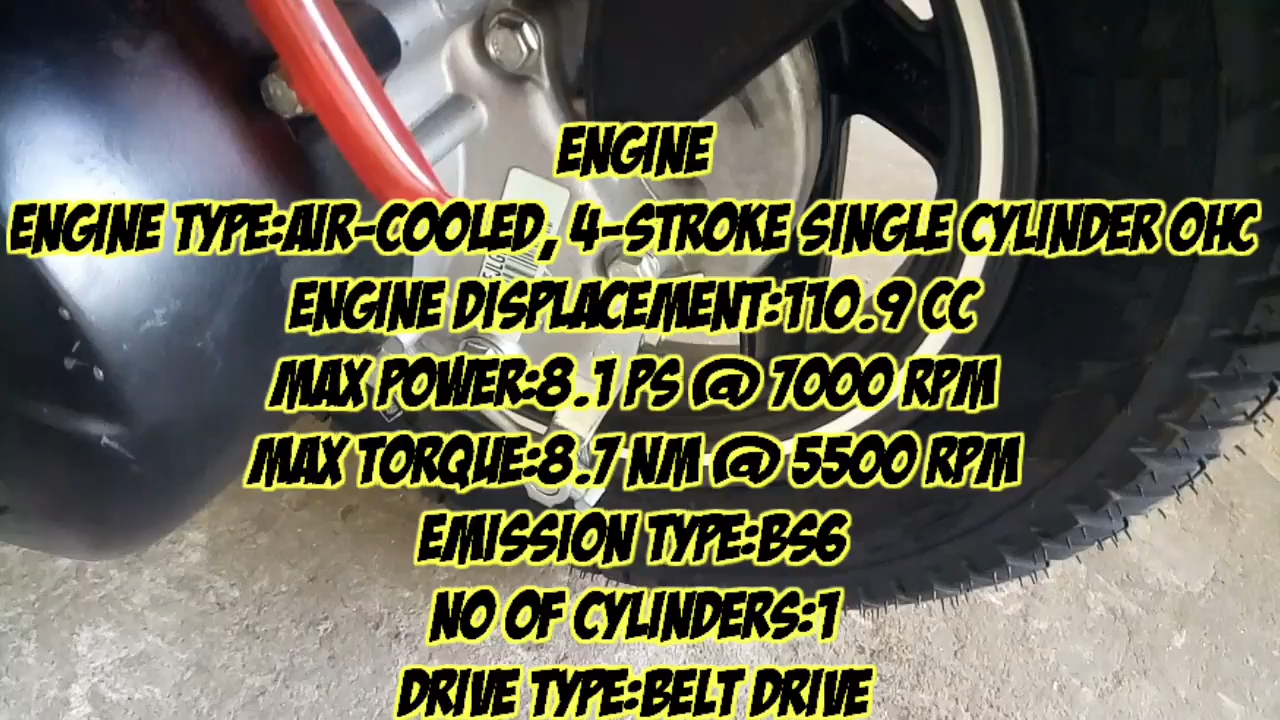 ENGINE
ENGINE TYPE:AIR-COOLED, 4-STROKE SINGLE CYLINDER OHC
ENGINE DISPLACEMENT:110.9 CC
MAX POWER:8.1 PS @ 7000 RPM
MAX TORQUE:8.7 NM @ 5500 RPM
EMISSION TYPE:BS6
NO OF CYLINDERS:1
DRIVE TYPE:BELT DRIVE